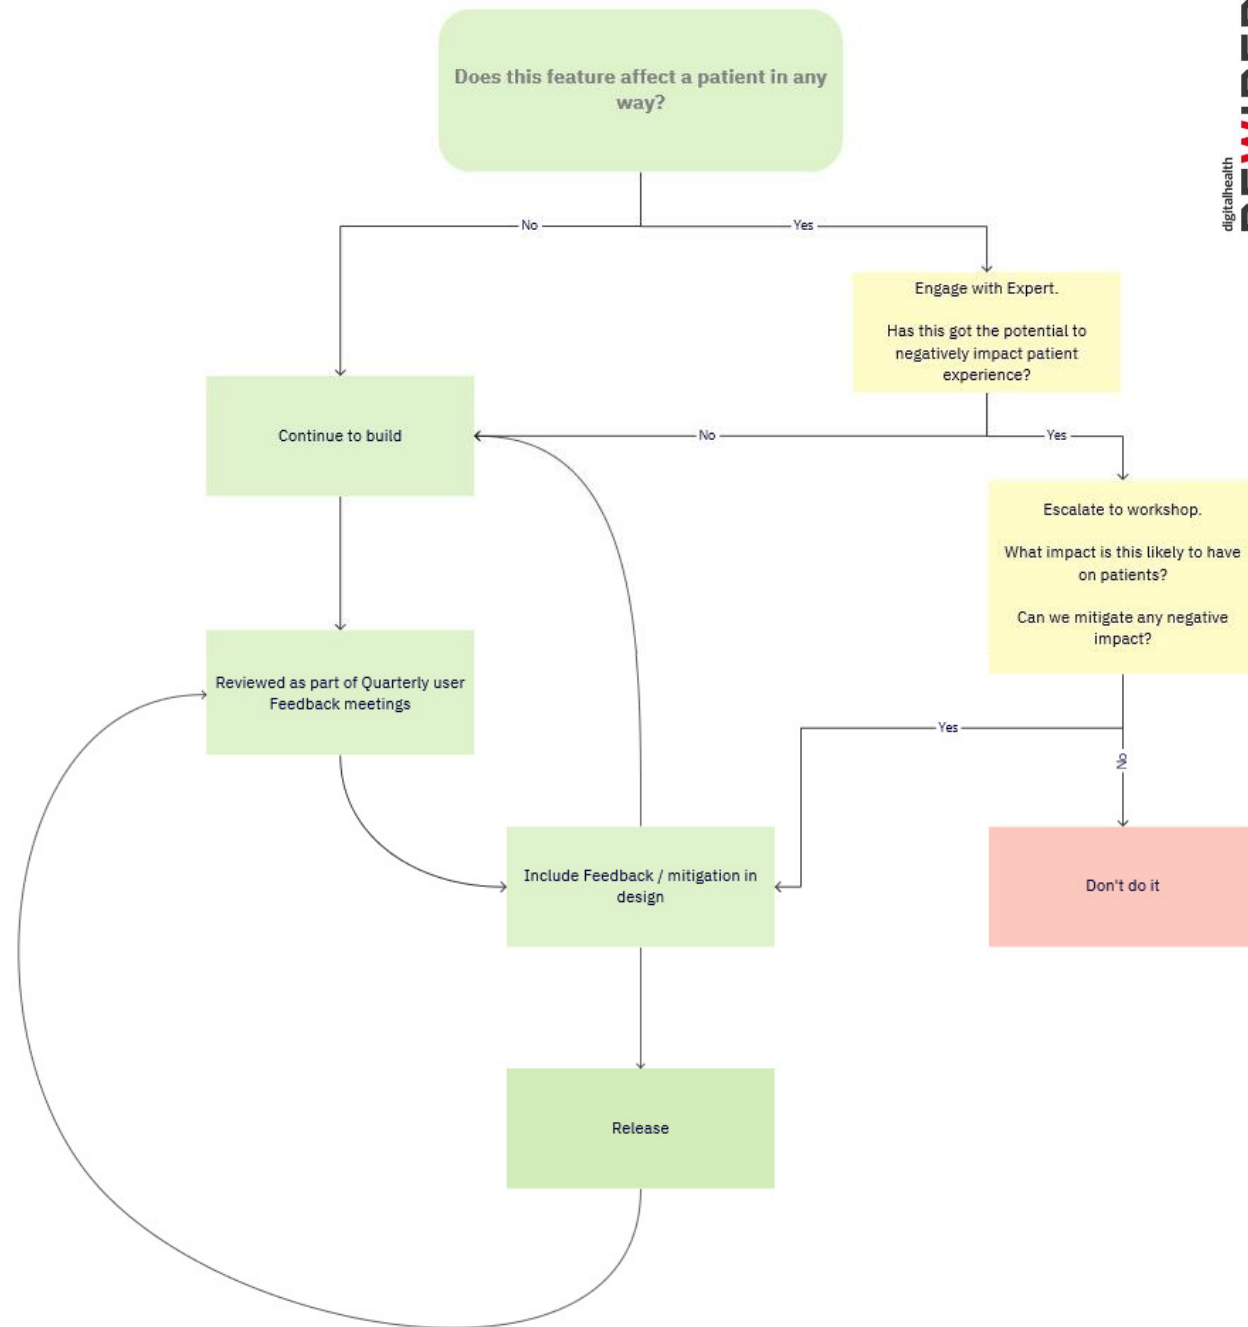 Does this feature affect a patient in any
way?
digitalhealth
No
Yes
Engage with Expert.
Has this got the potential to
negatively impact patient
experience?
Continue to build
No
Yes
Escalate to workshop.
What impact is this likely to have
on patients?
Can we mitigate any negative
impact?
Reviewed as part of Quarterly user
Feedback meetings
Yes
No
Include Feedback / mitigation in
design
Don't do it
Release